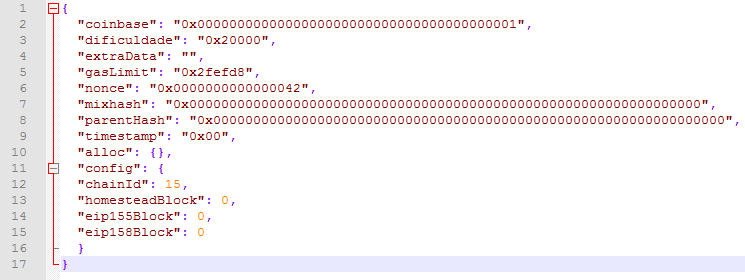 1 {
2 "coinbase": "0x0000000000000000000000000000000000000001",
3 "dificuldade": "0x20000",
4 "extraData": "",
5 "gasLimit": "0x2fefd8",
6 "nonce": "0x0000000000000042",
7 "mixhash": "0x0000000000000000000000000000000000000000000000000000000000000000",
8 "parentHash": "0x0000000000000000000000000000000000000000000000000000000000000000",
9 "timestamp": "0x00",
10 "alloc": {},
11 "config": {
12 "chainId": 15,
13 "homesteadBlock": 0,
14 "eip155Block": 0,
15 "eip158Block": 0
16 }
17 }